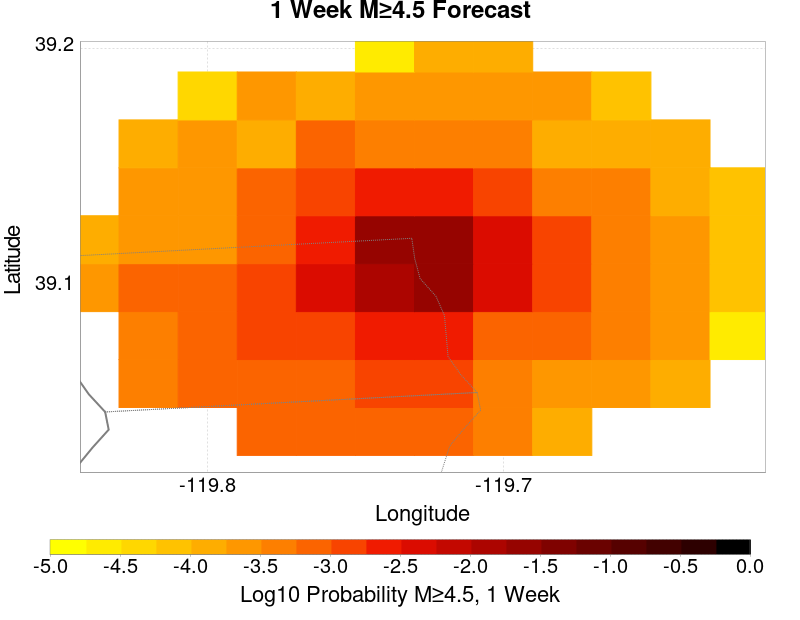 1 Week M≥4.5 Forecast
39.2
39.1
Latitude
-119.8 -119.7
Longitude
-5.0 -4.5 -4.0 -3.5 -3.0 -2.5 -2.0 -1.5 -1.0 -0.5 0.0
Log10 Probability M≥4.5, 1 Week